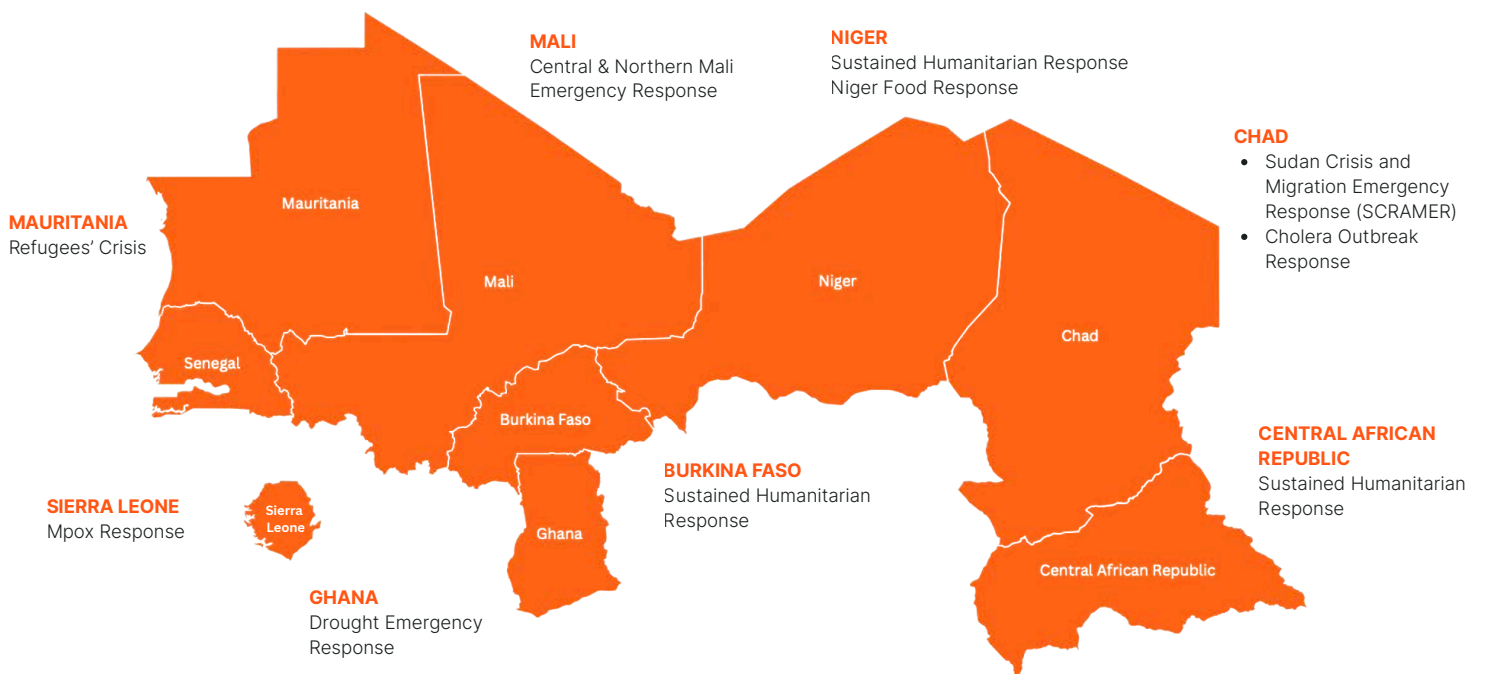 MALI
Central & Northern Mali
Emergency Response
NIGER
Sustained Humanitarian Response
Niger Food Response
CHAD
• Sudan Crisis and
Migration Emergency
Response (SCRAMER)
• Cholera Outbreak
Response
MAURITANIA
Refugees’ Crisis
Mauritania
Mali
Niger
Chad
Senegal
Burkina Faso
Ghana
Sierra
Leone
Central African Republic
SIERRA LEONE
Mpox Response
BURKINA FASO
Sustained Humanitarian
Response
CENTRAL AFRICAN
REPUBLIC
Sustained Humanitarian
Response
GHANA
Drought Emergency
Response